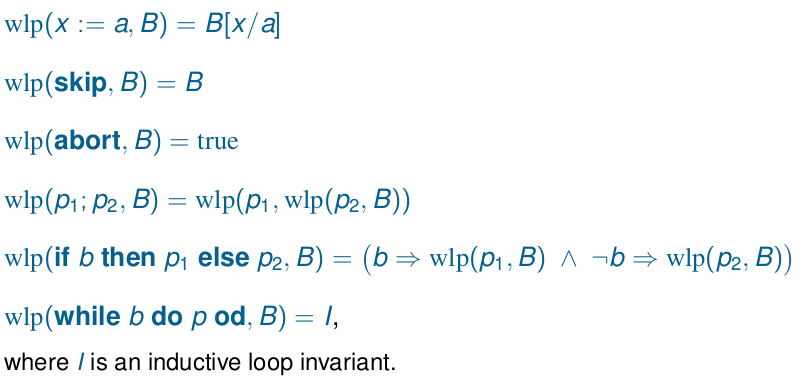 wlp(x := a, B) = B[x/a]
wlp(skip, B) = B
wlp(abort, B) = true
wlp(p₁; p₂, B) = wlp(p₁, wlp(p₂, B))
wlp(if b then p₁ else p₂, B) = (b ⇒ wlp(p₁, B) ∧ ¬b ⇒ wlp(p₂, B))
wlp(while b do p od, B) = I,
where I is an inductive loop invariant.